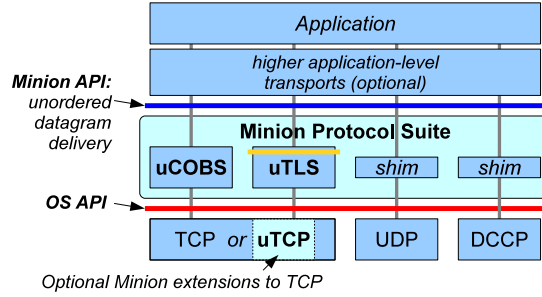 Application
higher application-level
transports (optional)
Minion API:
unordered
datagram
delivery
Minion Protocol Suite
uCOBS uTLS shim shim
OS API
TCP or uTCP UDP DCCP
Optional Minion extensions to TCP